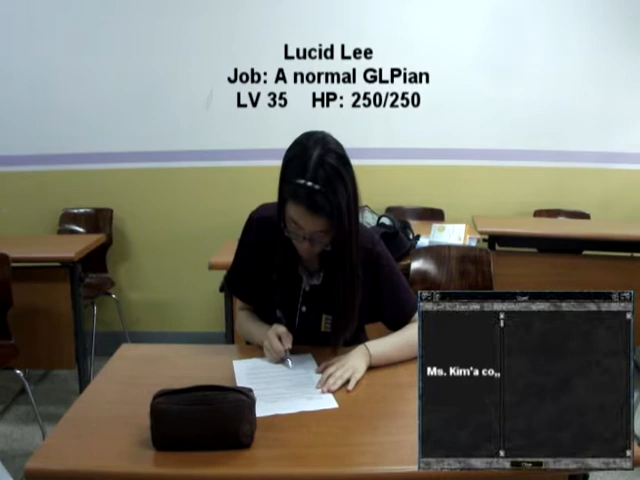 Lucid Lee
Job: A normal GLPian
LV 35 HP: 250/250
Ms. Kim'a co,,